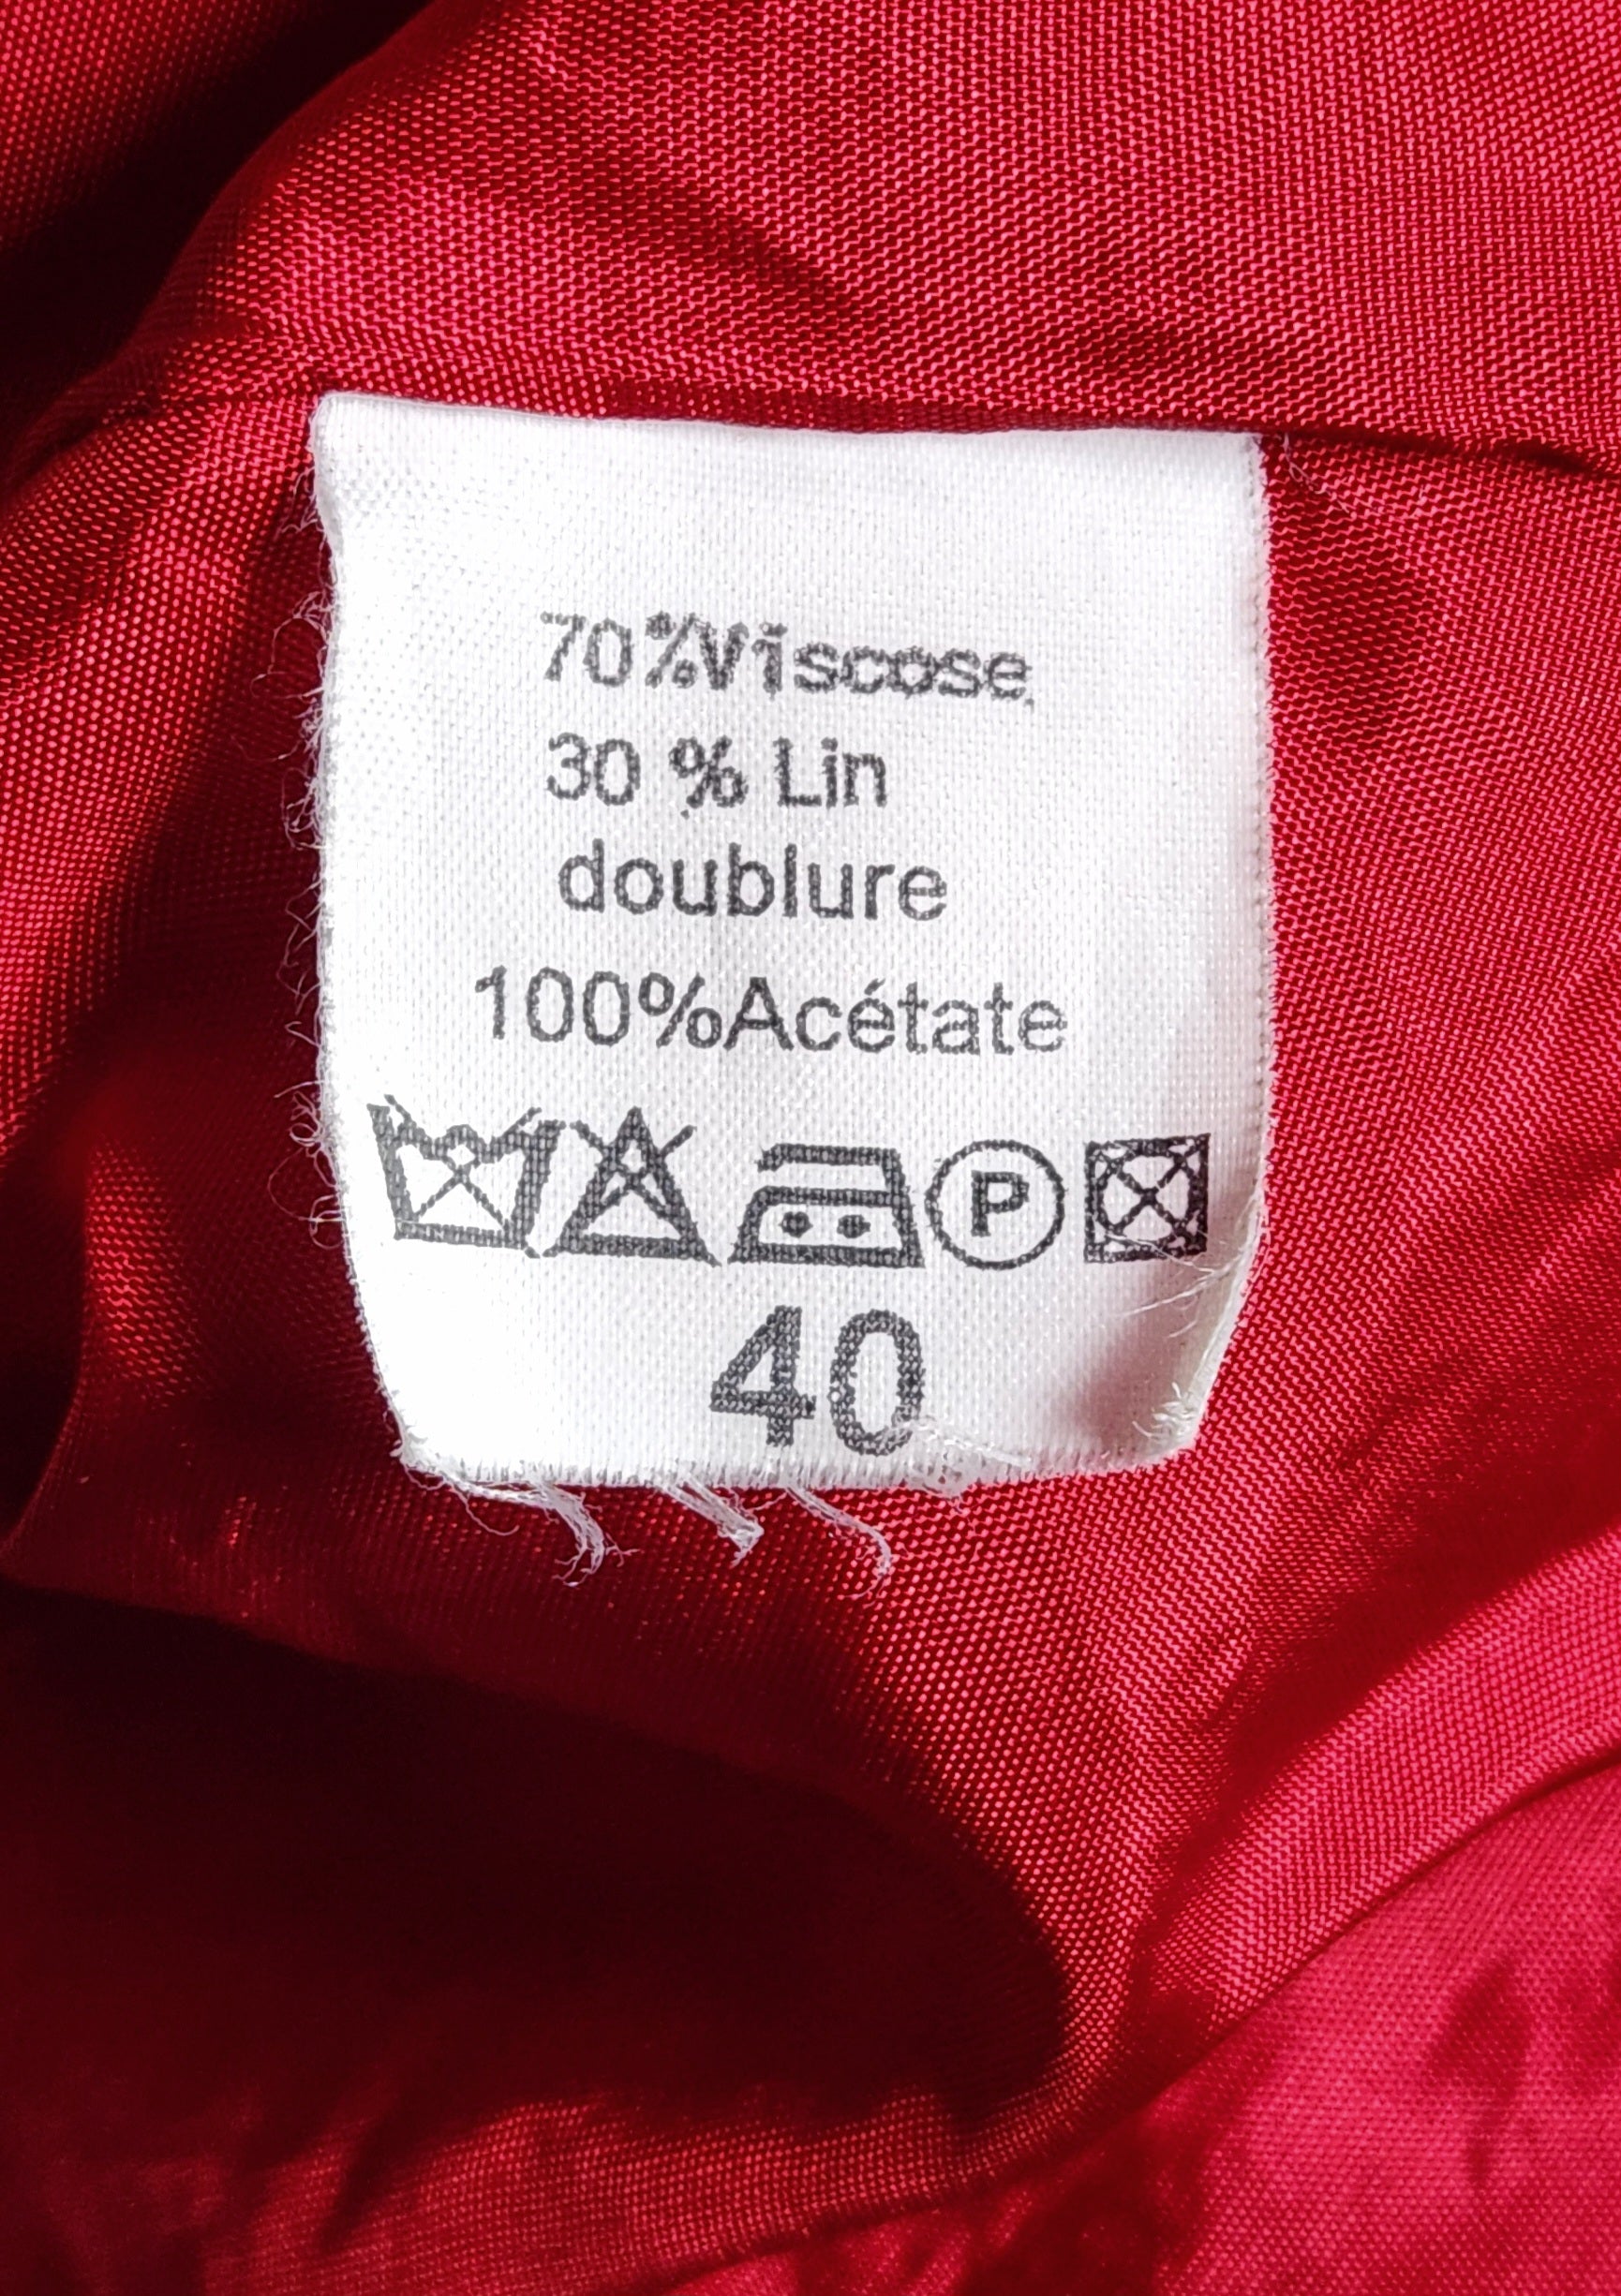 70%Viscose
30 % Lin
doublure
100%Acétate
P
40